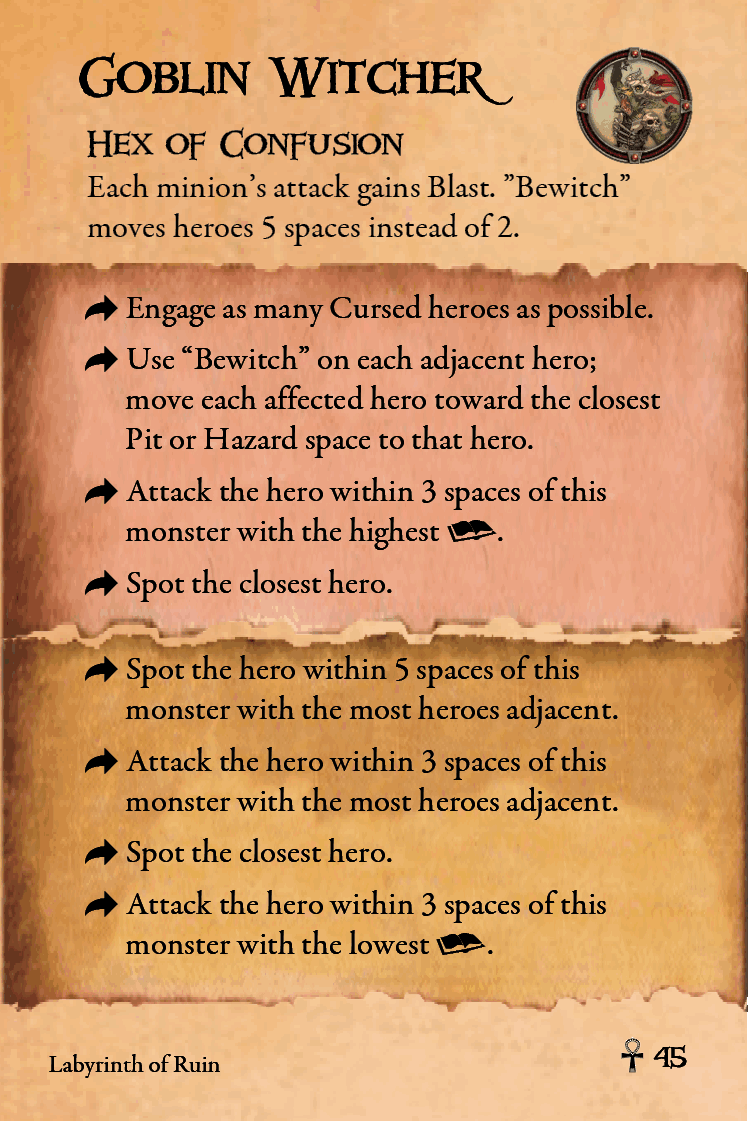 Goblin Witcher
Hex of Confusion
Each minion's attack gains Blast. ”Bewitch”
moves heroes 5 spaces instead of 2.
Engage as many Cursed heroes as possible.
Use “Bewitch” on each adjacent hero;
move each affected hero toward the closest
Pit or Hazard space to that hero.
Attack the hero within 3 spaces of this
monster with the highest .
Spot the closest hero.
Spot the hero within 5 spaces of this
monster with the most heroes adjacent.
Attack the hero within 3 spaces of this
monster with the most heroes adjacent.
Spot the closest hero.
Attack the hero within 3 spaces of this
monster with the lowest .
Labyrinth of Ruin
45